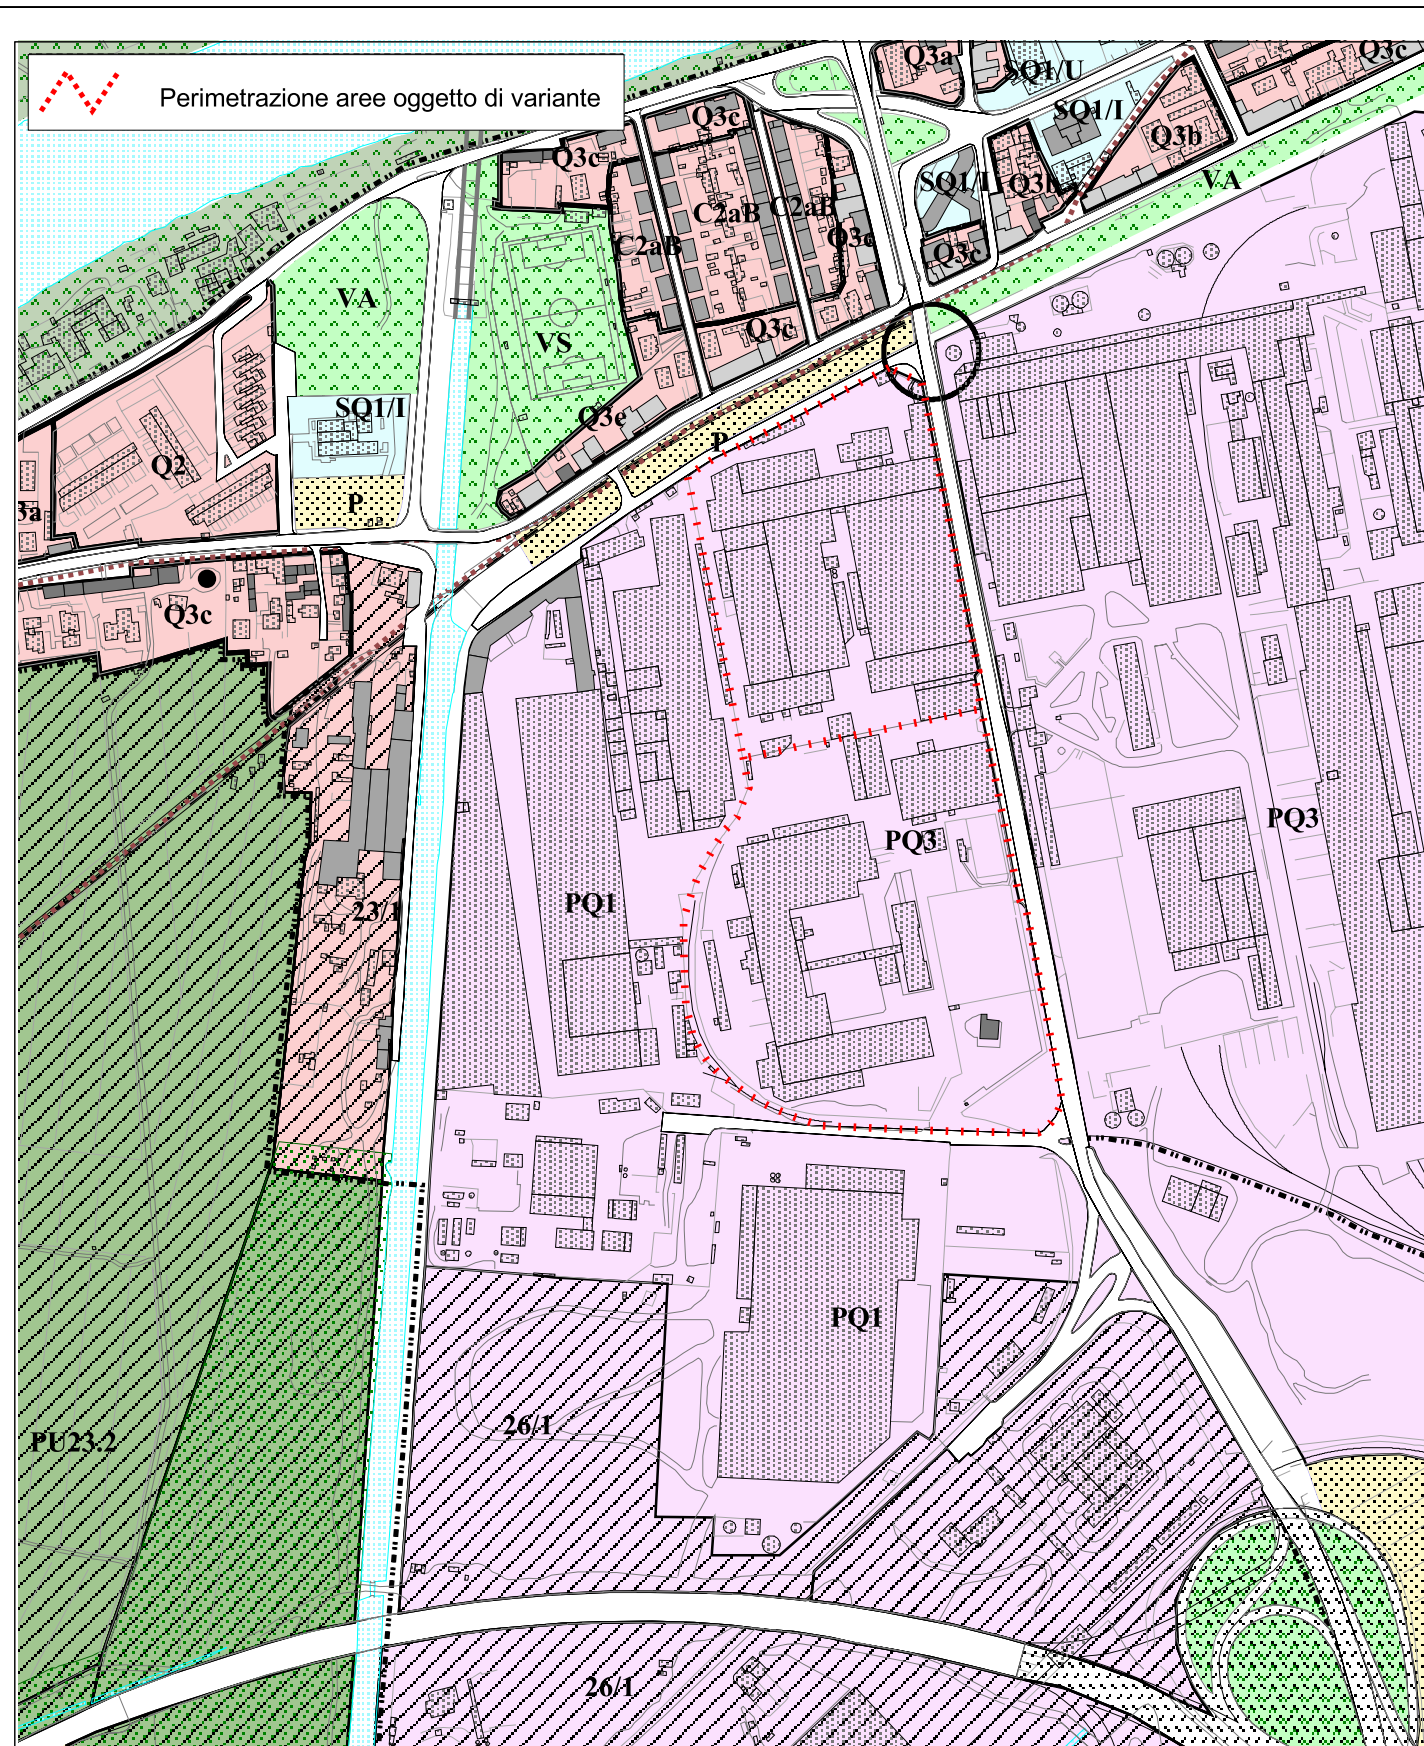 Perimetrazione aree oggetto di variante
Q3a
Q3c
SQ1/U
SQ1/I
Q3c
Q3b
Q3c
SQ1/I
Q3b
VA
C2aB
C2aB
C2aB
Q3c
Q3c
VA
VS
Q3c
SQ1/I
Q3e
P
Q2
P
3a
Q3c
PQ3
PQ3
PQ1
23/1
PQ1
26/1
PU23.2
26/1